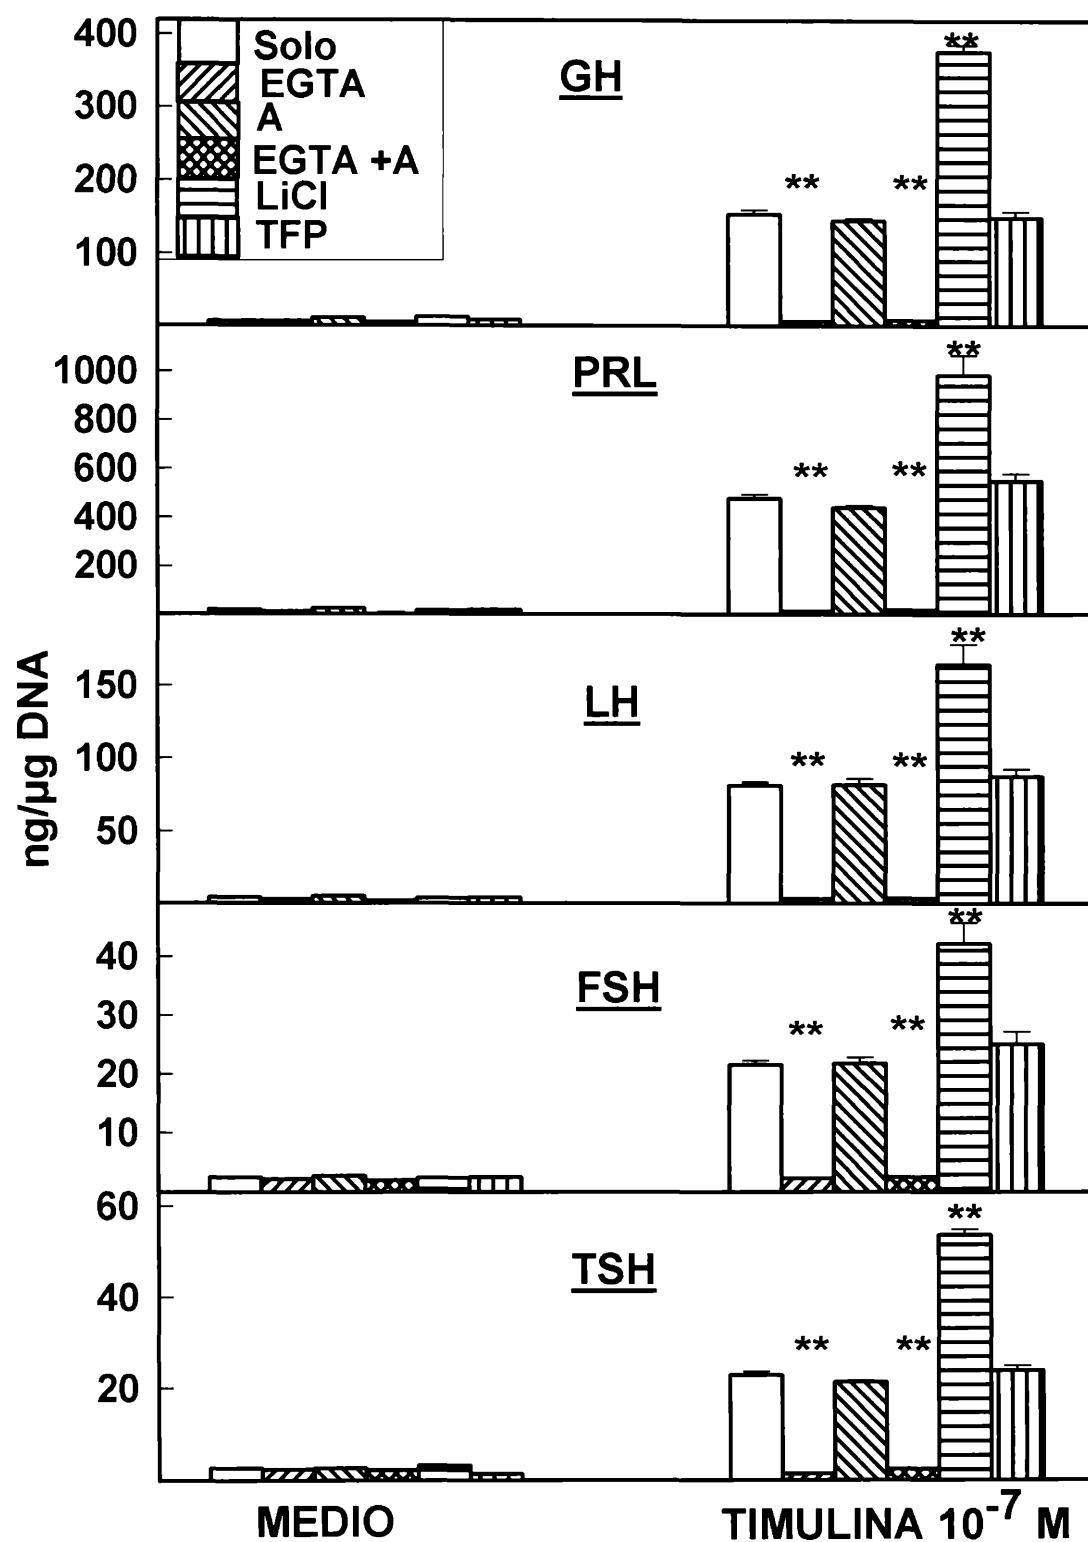 400
300
200
100
Solo
EGTA
A
EGTA +A
LiCl
TFP
GH
**
**
**
1000
800
600
400
200
PRL
**
**
**
150
100
50
LH
**
**
**
40
30
20
10
FSH
**
**
**
60
40
20
TSH
**
**
**
ng/µg DNA
MEDIO
TIMULINA 10⁻⁷ M